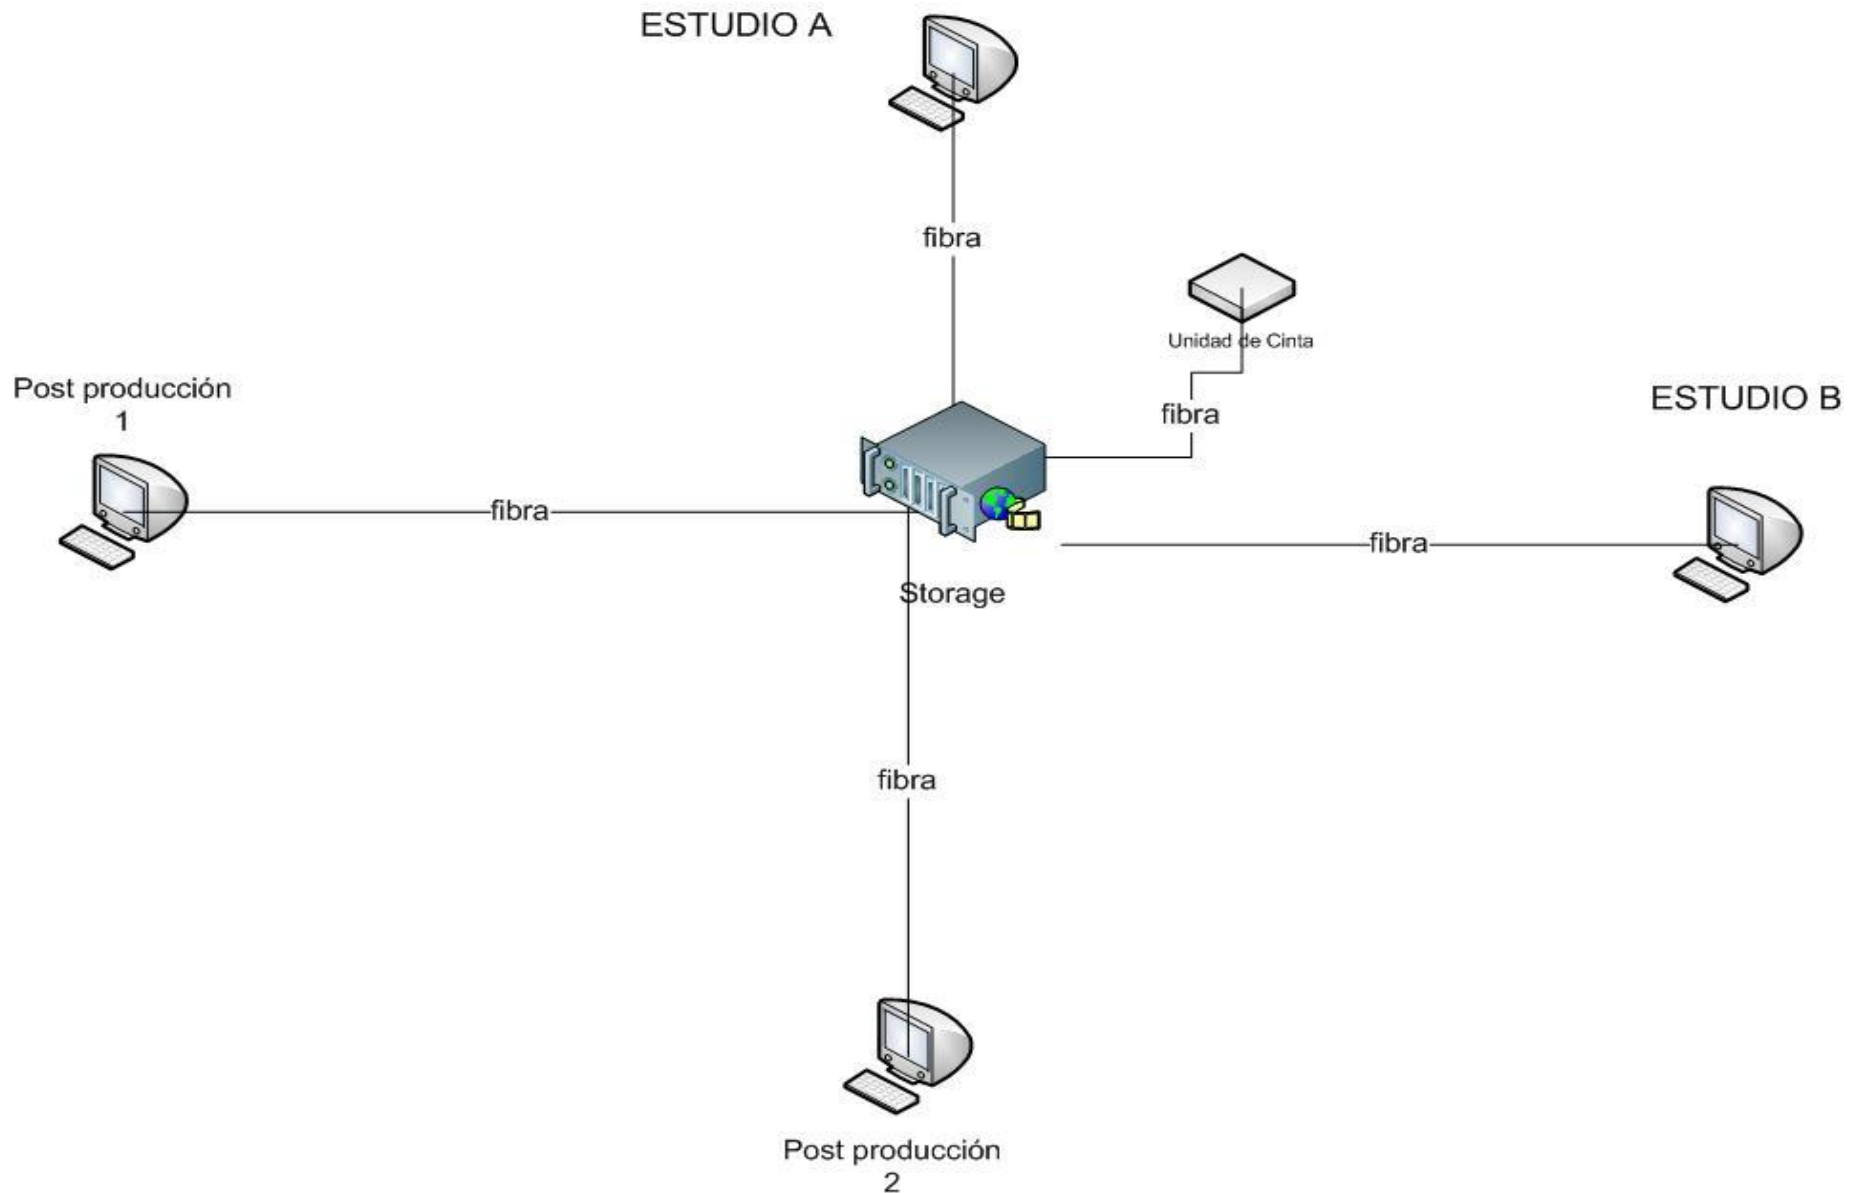 ESTUDIO A
fibra
Unidad de Cinta
Post producción
1
fibra
ESTUDIO B
fibra
fibra
Storage
fibra
Post producción
2